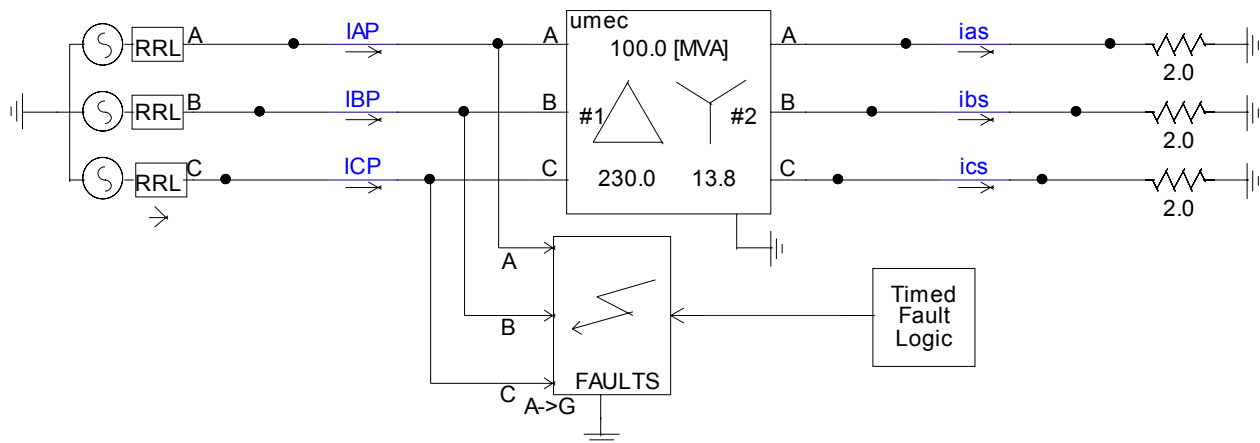 RRL A IAP A umec 100.0 [MVA] A ias 2.0
RRL B IBP B #1 #2 B ibs 2.0
RRL C ICP C 230.0 13.8 C ics 2.0
A
B
C
FAULTS
A->G
Timed
Fault
Logic